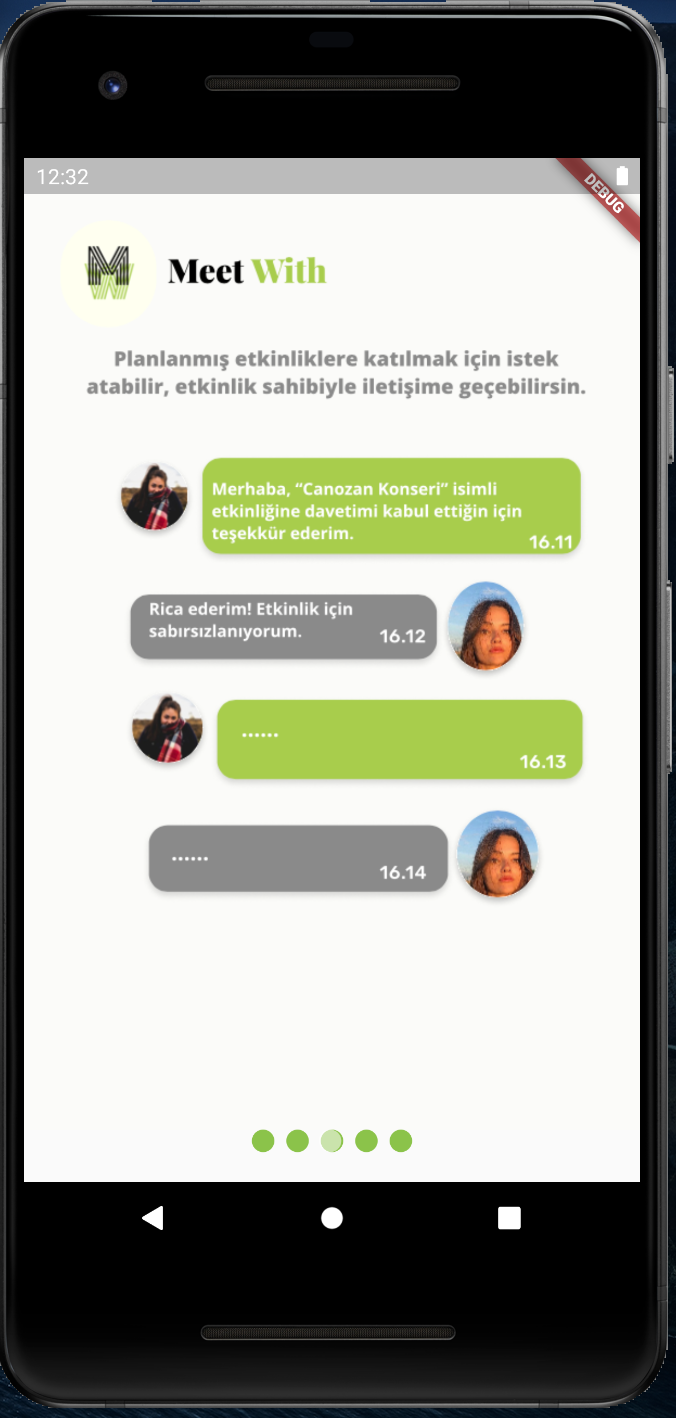 12:32
DEBUG
MW
Meet With
Planlanmış etkinliklere katılmak için istek
atabilir, etkinlik sahibiyle iletişime geçebilirsin.
Merhaba, “Canozan Konseri” isimli
etkinliğine davetimi kabul ettiğin için
teşekkür ederim.
16.11
Rica ederim! Etkinlik için
sabırsızlanıyorum.
16.12
......
16.13
......
16.14